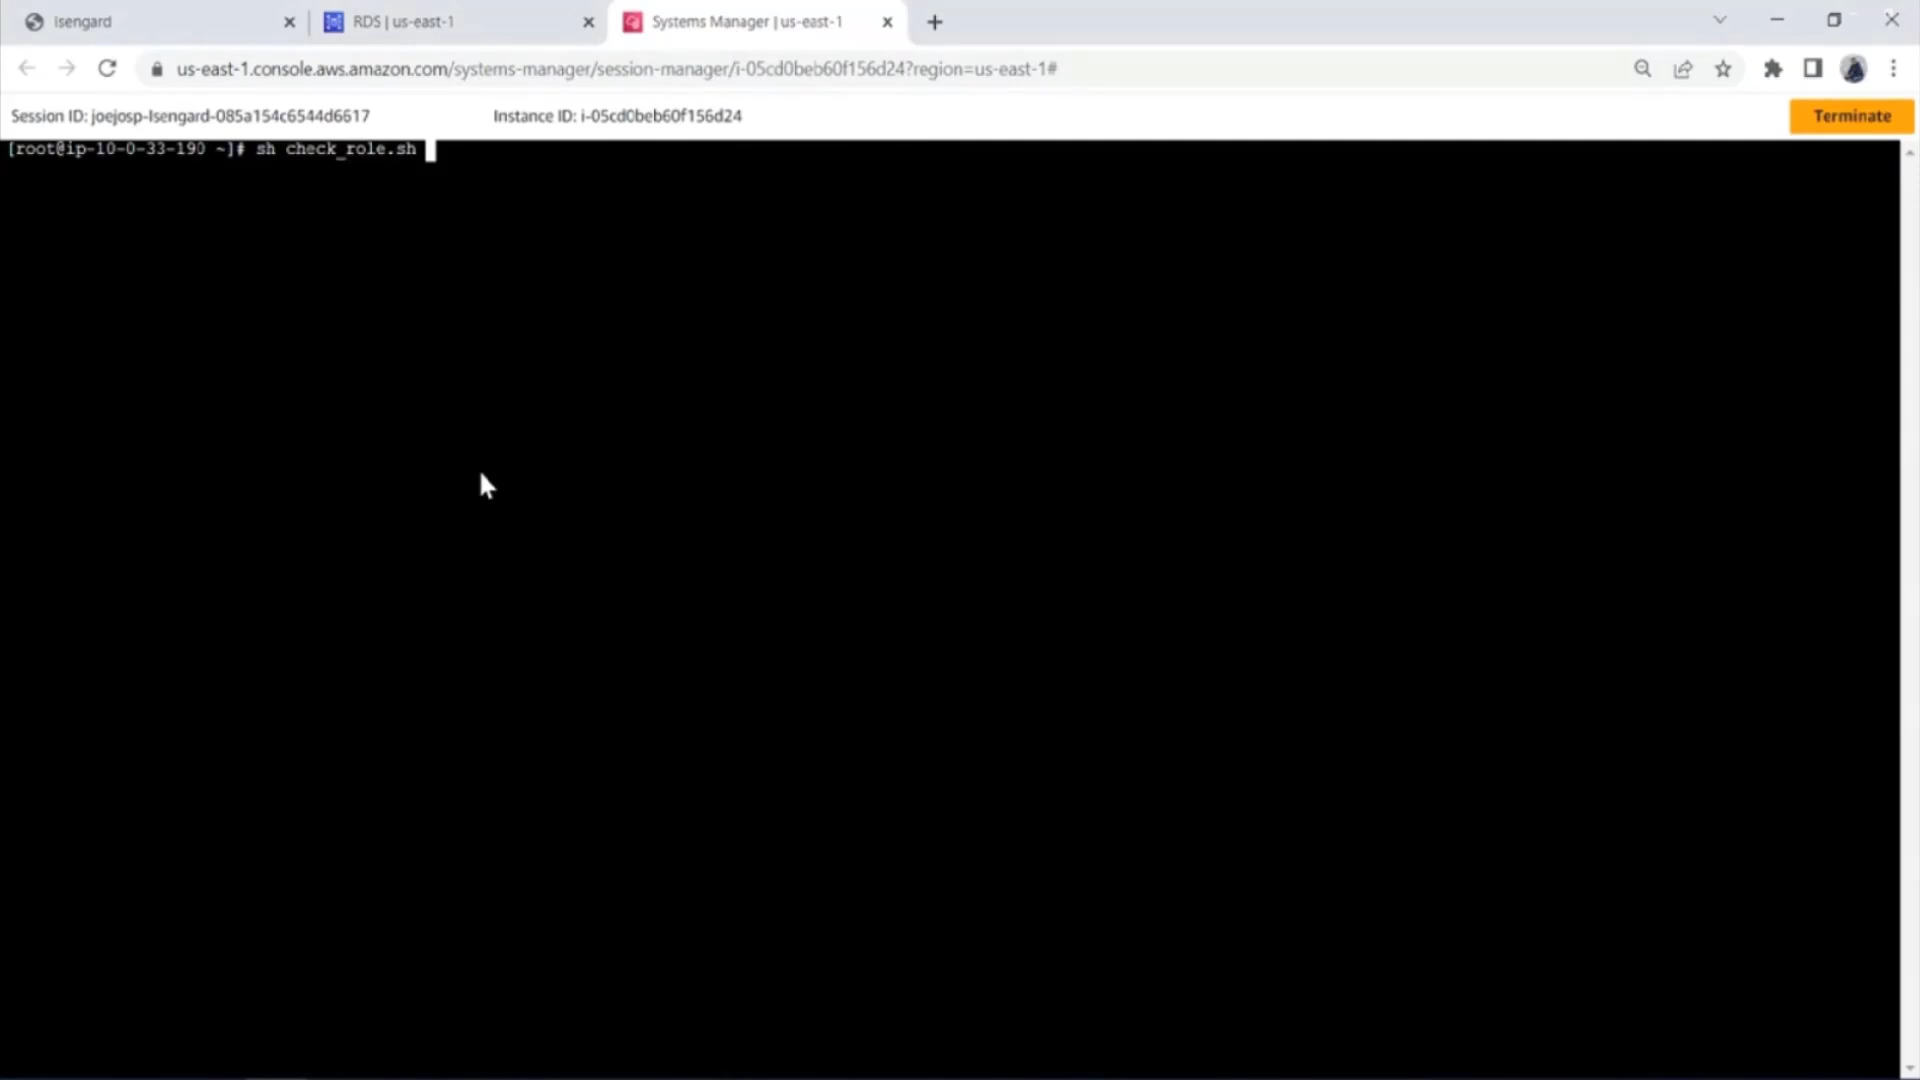 Isengard
RDS | us-east-1
Systems Manager | us-east-1
us-east-1.console.aws.amazon.com/systems-manager/session-manager/i-05cd0beb60f156d24?region=us-east-1#
Session ID: joejosp-Isengard-085a154c6544d6617
Instance ID: i-05cd0beb60f156d24
Terminate
[root@ip-10-0-33-190 ~]# sh check_role.sh